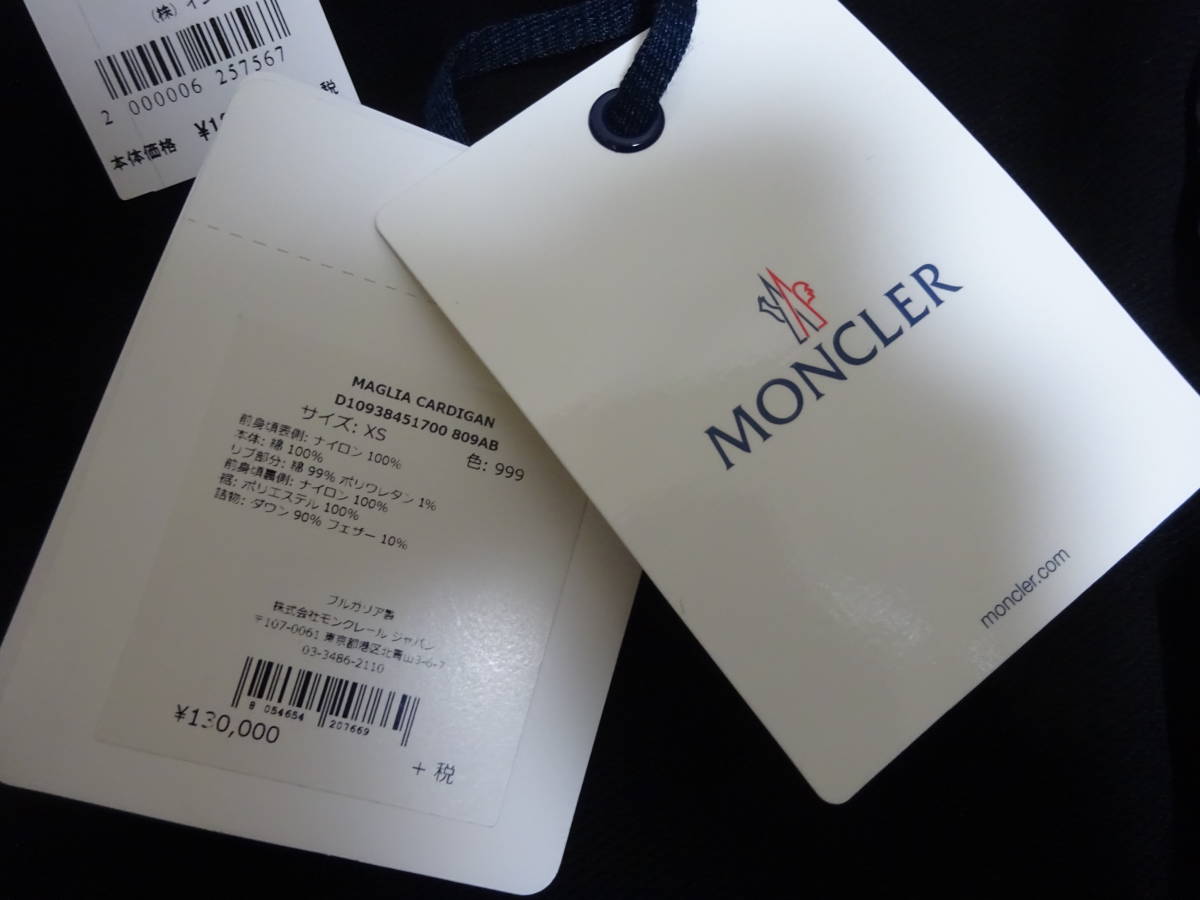 (株)
2 000006 257567
本体価格 ¥1
税
MAGLIA CARDIGAN
D10938451700 809AB
サイズ: XS
色: 999
前身頃表側: ナイロン 100%
本体: 綿 100%
リブ部分: 綿 99% ポリウレタン 1%
前身頃裏側: ナイロン 100%
裾: ポリエステル 100%
詰物: ダウン 90% フェザー 10%
ブルガリア製
株式会社モンクレール ジャパン
〒107-0061 東京都港区北青山3-6-7
03-3486-2110
8 054654 207669
¥130,000
+ 税
MONCLER
moncler.com